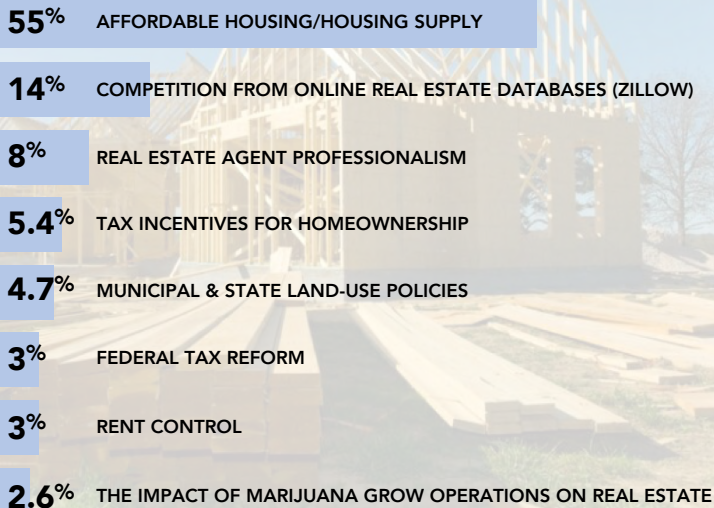 55% AFFORDABLE HOUSING/HOUSING SUPPLY
14% COMPETITION FROM ONLINE REAL ESTATE DATABASES (ZILLOW)
8% REAL ESTATE AGENT PROFESSIONALISM
5.4% TAX INCENTIVES FOR HOMEOWNERSHIP
4.7% MUNICIPAL & STATE LAND-USE POLICIES
3% FEDERAL TAX REFORM
3% RENT CONTROL
2.6% THE IMPACT OF MARIJUANA GROW OPERATIONS ON REAL ESTATE